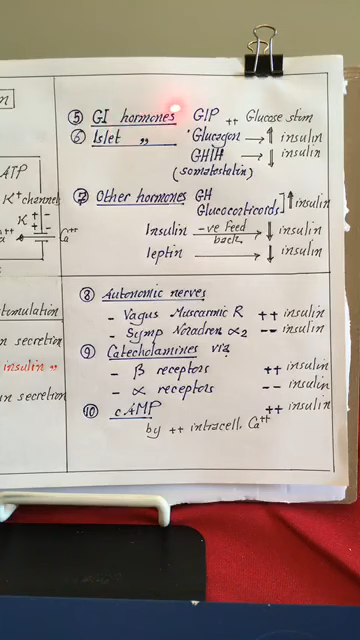 n
ATP
K+ channel
K + -
+ -
a++ Ca++
timulation
n secretion
insulin "
n secretion
⑤ GI hormones GIP ++ Glucose stim
⑥ Islet " Glucagon → ↑ insulin
GHIH → ↓ insulin
(somatostatin)
⑦ Other hormones GH
Glucocorticords ] ↑ insulin
Insulin -ve feed back → ↓ insulin
leptin → ↓ insulin
⑧ Autonomic nerves
- Vagus Muscarinic R ++ insulin
- Symp Noradren α2 -- insulin
⑨ Catecholamines via
- β receptors ++ insulin
- α receptors -- insulin
⑩ cAMP ++ insulin
by ++ intracell. Ca++